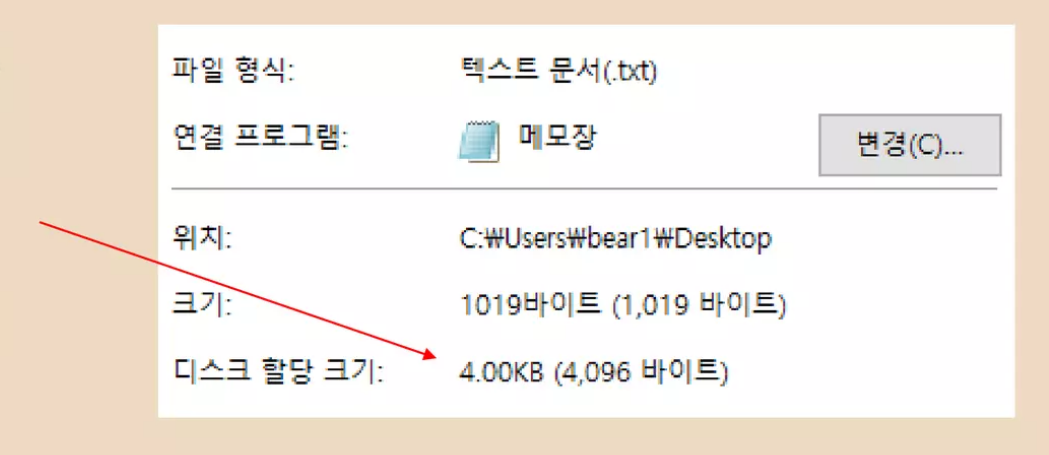 파일 형식: 텍스트 문서(.txt)
연결 프로그램: 메모장 변경(C)...
위치: C:₩Users₩bear1₩Desktop
크기: 1019바이트 (1,019 바이트)
디스크 할당 크기: 4.00KB (4,096 바이트)